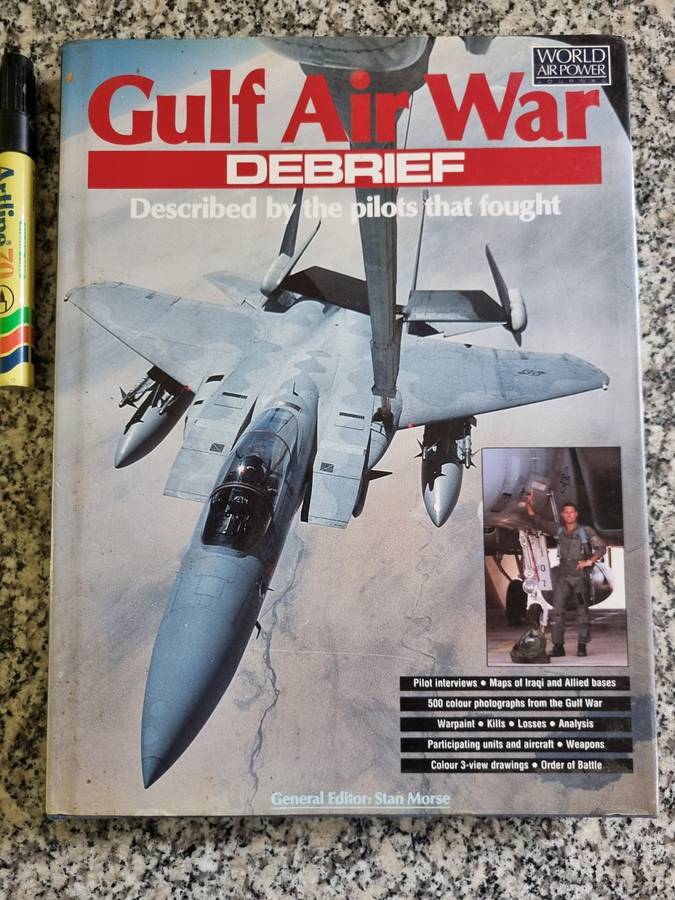 WORLD
AIR POWER
JOURNAL
Gulf Air War
DEBRIEF
Described by the pilots that fought
Artline 70
Pilot interviews • Maps of Iraqi and Allied bases
500 colour photographs from the Gulf War
Warpaint • Kills • Losses • Analysis
Participating units and aircraft • Weapons
Colour 3-view drawings • Order of Battle
General Editor: Stan Morse